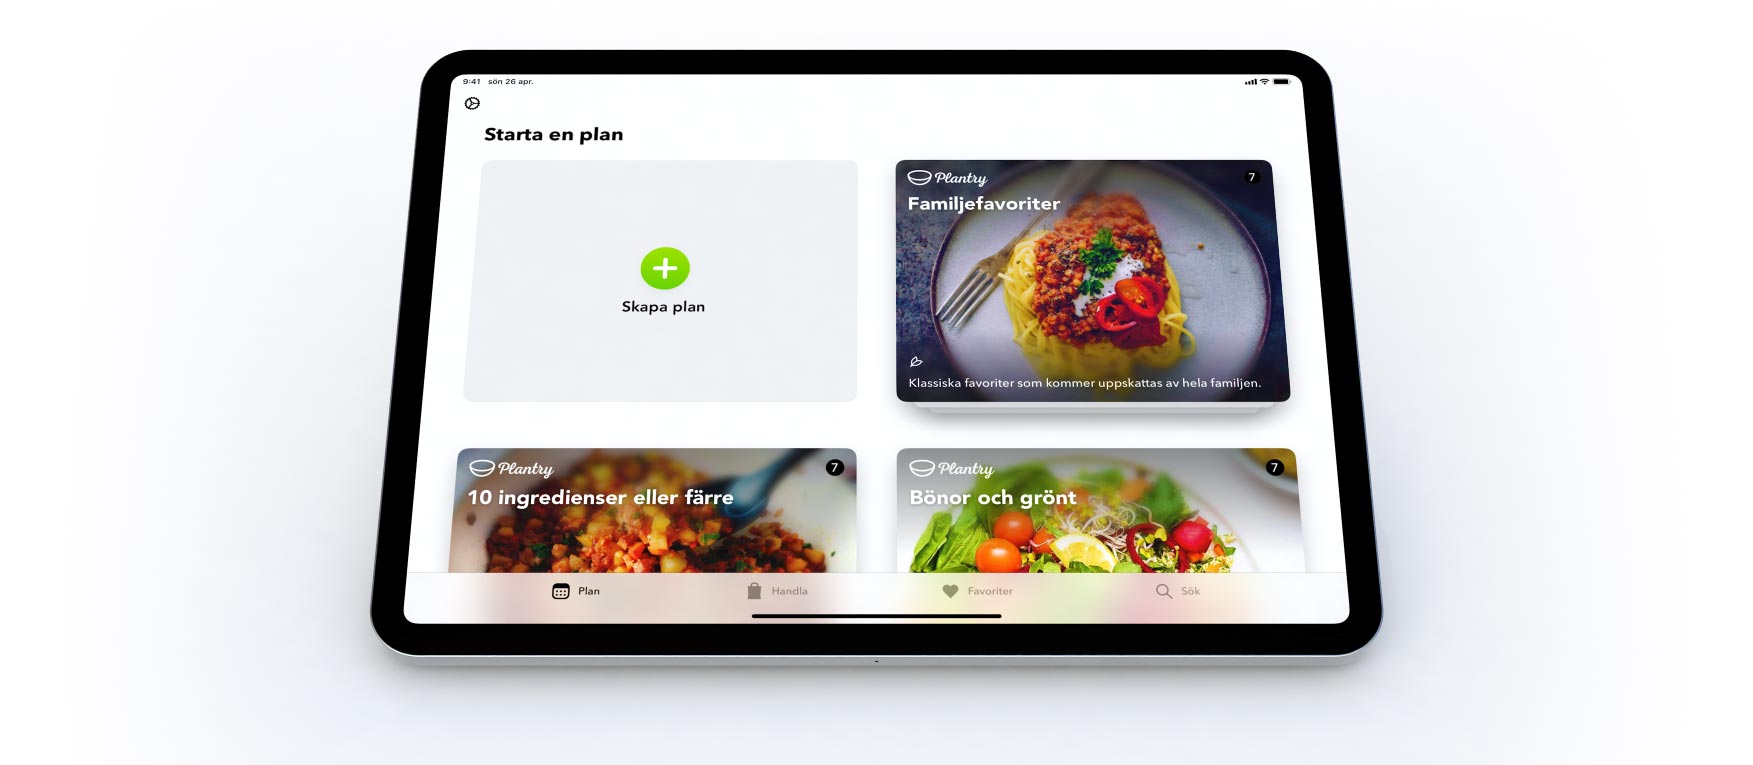 9:41 sön 26 apr.
Starta en plan
Skapa plan
Plantry
7
Familjefavoriter
Klassiska favoriter som kommer uppskattas av hela familjen.
Plantry
7
10 ingredienser eller färre
Plantry
7
Bönor och grönt
Plan
Handla
Favoriter
Sök